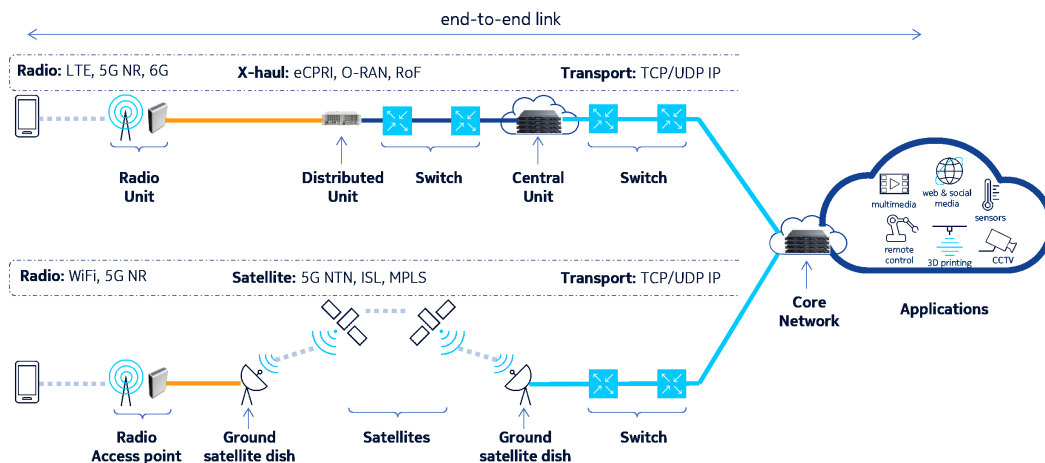 end-to-end link
Radio: LTE, 5G NR, 6G
X-haul: eCPRI, O-RAN, RoF
Transport: TCP/UDP IP
Radio
Unit
Distributed
Unit
Switch
Central
Unit
Switch
multimedia
web & social
media
sensors
remote
control
3D printing
CCTV
Core
Network
Applications
Radio: WiFi, 5G NR
Satellite: 5G NTN, ISL, MPLS
Transport: TCP/UDP IP
Radio
Access point
Ground
satellite dish
Satellites
Ground
satellite dish
Switch